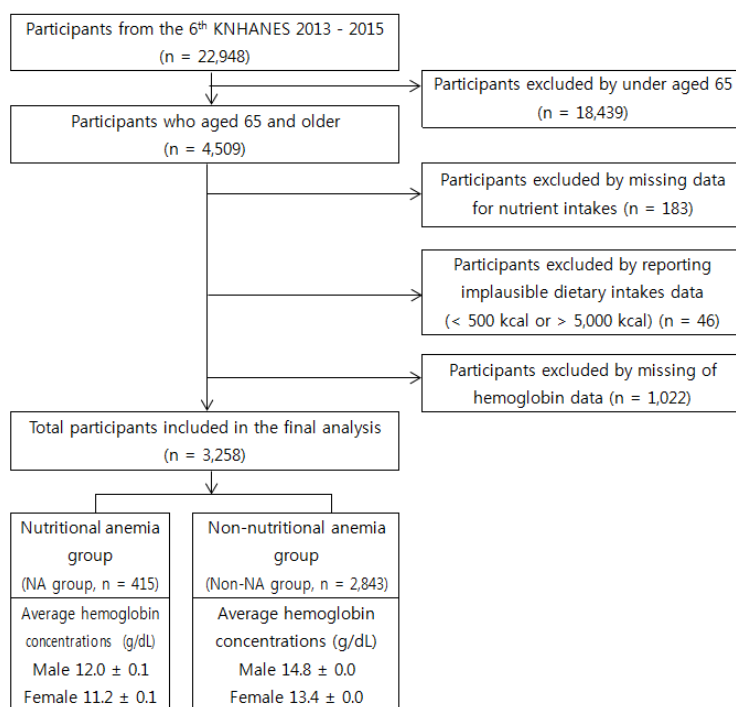 Participants from the 6th KNHANES 2013 - 2015
(n = 22,948)
Participants excluded by under aged 65
(n = 18,439)
Participants who aged 65 and older
(n = 4,509)
Participants excluded by missing data
for nutrient intakes (n = 183)
Participants excluded by reporting
implausible dietary intakes data
(< 500 kcal or > 5,000 kcal) (n = 46)
Participants excluded by missing of
hemoglobin data (n = 1,022)
Total participants included in the final analysis
(n = 3,258)
Nutritional anemia
group
(NA group, n = 415)
Average hemoglobin
concentrations (g/dL)
Male 12.0 ± 0.1
Female 11.2 ± 0.1
Non-nutritional anemia
group
(Non-NA group, n = 2,843)
Average hemoglobin
concentrations (g/dL)
Male 14.8 ± 0.0
Female 13.4 ± 0.0